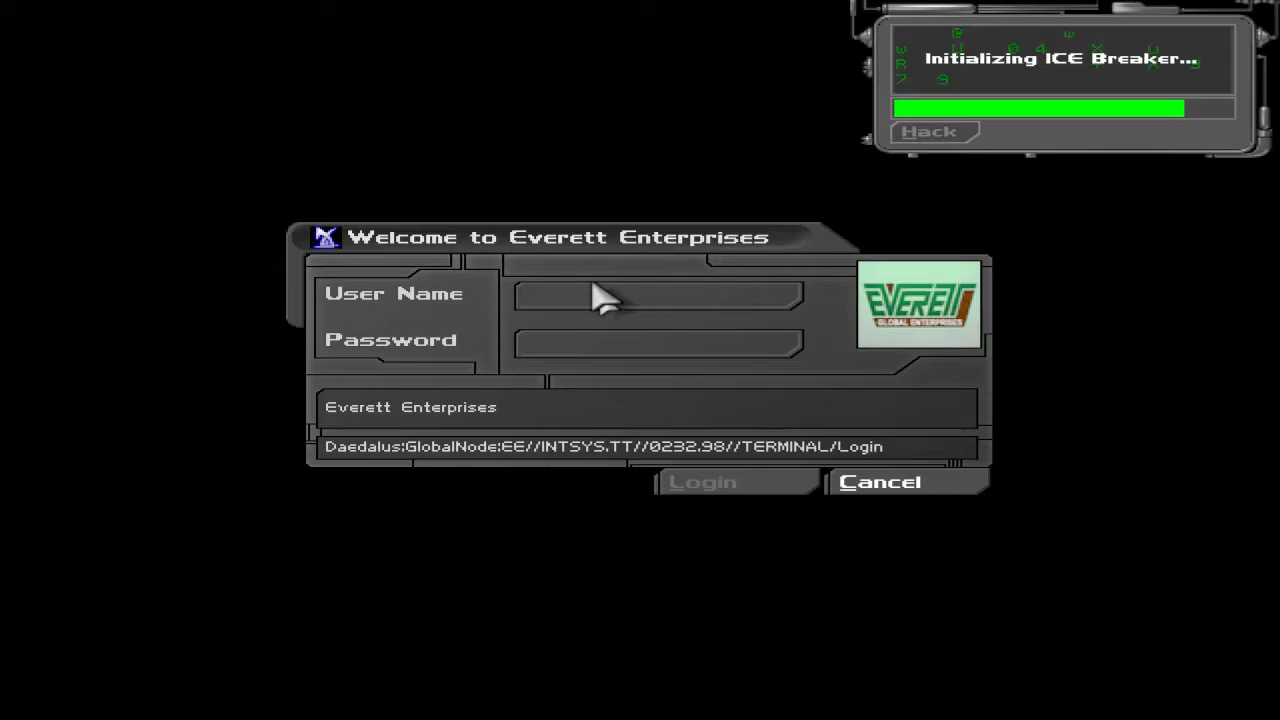 Initializing ICE Breaker...
Hack
Welcome to Everett Enterprises
User Name
EVERETT
GLOBAL ENTERPRISES
Password
Everett Enterprises
Daedalus:GlobalNode:EE//INTSYS.TT//0232.98//TERMINAL/Login
Login
Cancel